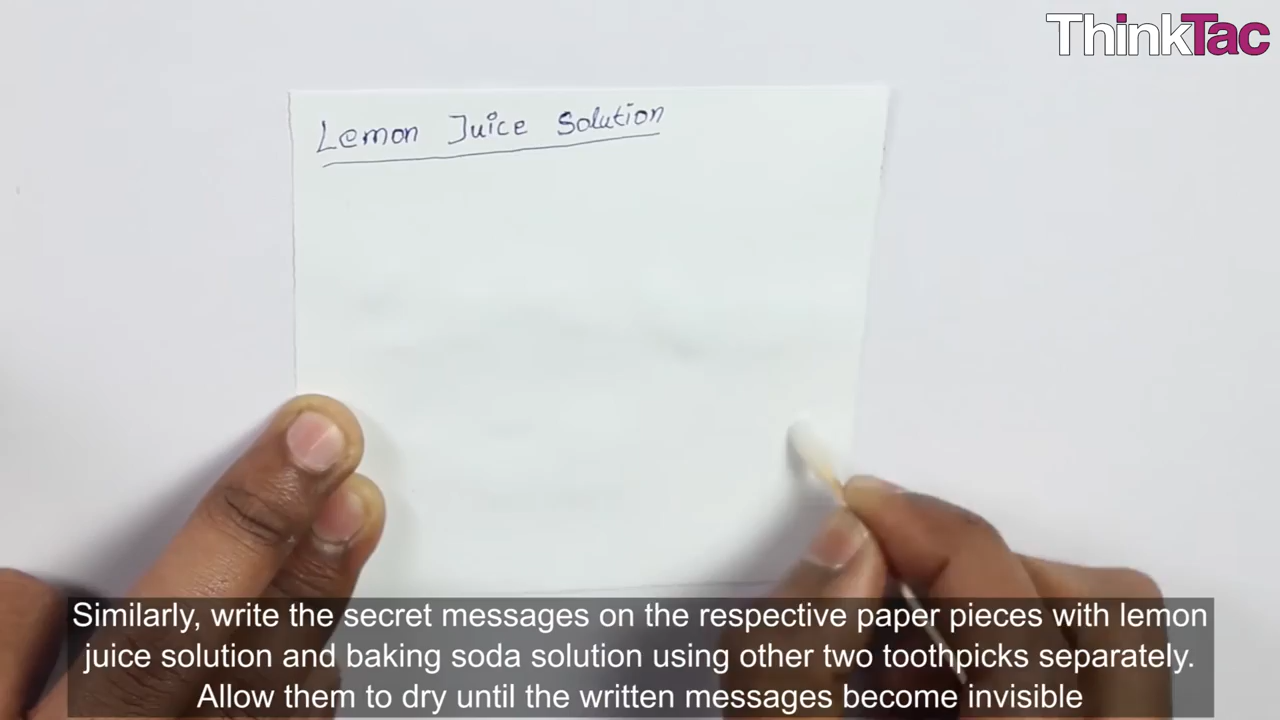 ThinkTac
Lemon Juice Solution
Similarly, write the secret messages on the respective paper pieces with lemon
juice solution and baking soda solution using other two toothpicks separately.
Allow them to dry until the written messages become invisible